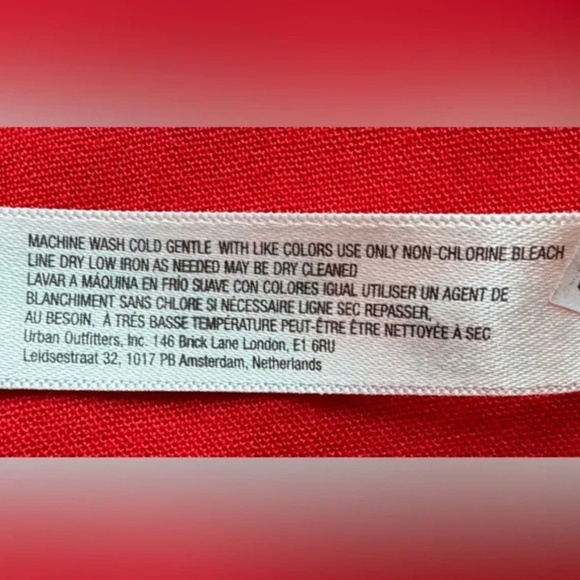 MACHINE WASH COLD GENTLE WITH LIKE COLORS USE ONLY NON-CHLORINE BLEACH
LINE DRY LOW IRON AS NEEDED MAY BE DRY CLEANED
LAVAR A MÁQUINA EN FRÍO SUAVE CON COLORES IGUAL UTILISER UN AGENT DE
BLANCHIMENT SANS CHLORE SI NÉCESSAIRE LIGNE SEC REPASSER,
AU BESOIN, À TRÉS BASSE TEMPÉRATURE PEUT-ÊTRE ÊTRE NETTOYÉE À SEC
Urban Outfitters, Inc. 146 Brick Lane London, E1 6RU
Leidsestraat 32, 1017 PB Amsterdam, Netherlands